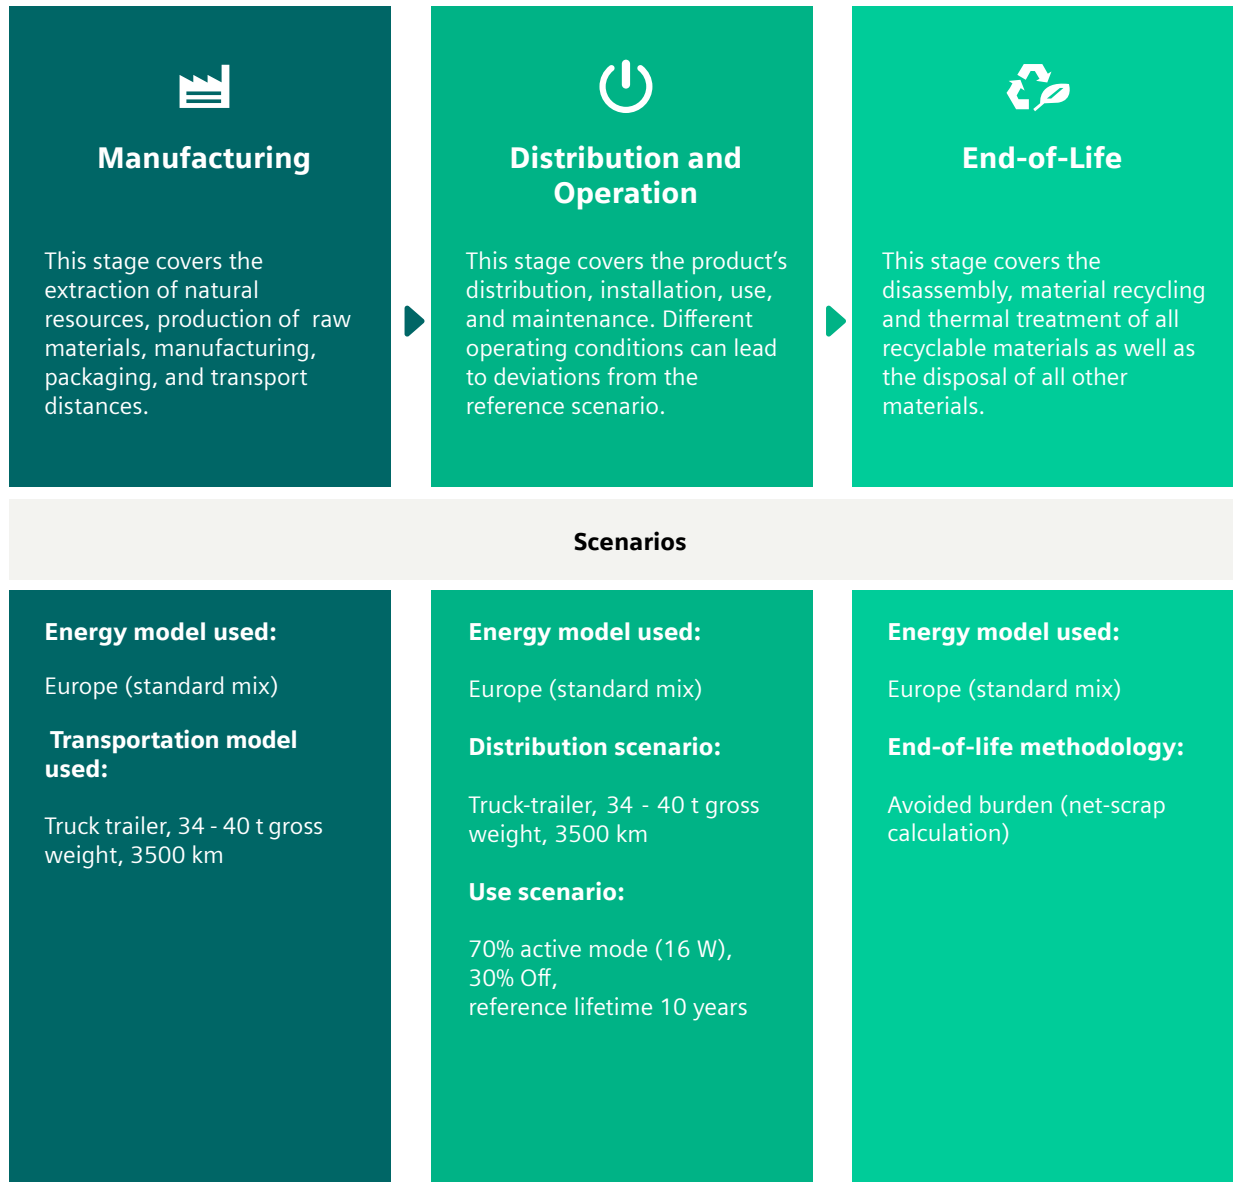 Manufacturing
This stage covers the
extraction of natural
resources, production of raw
materials, manufacturing,
packaging, and transport
distances.
Distribution and
Operation
This stage covers the product’s
distribution, installation, use,
and maintenance. Different
operating conditions can lead
to deviations from the
reference scenario.
End-of-Life
This stage covers the
disassembly, material recycling
and thermal treatment of all
recyclable materials as well as
the disposal of all other
materials.
Scenarios
Energy model used:
Europe (standard mix)
Transportation model
used:
Truck trailer, 34 - 40 t gross
weight, 3500 km
Energy model used:
Europe (standard mix)
Distribution scenario:
Truck-trailer, 34 - 40 t gross
weight, 3500 km
Use scenario:
70% active mode (16 W),
30% Off,
reference lifetime 10 years
Energy model used:
Europe (standard mix)
End-of-life methodology:
Avoided burden (net-scrap
calculation)